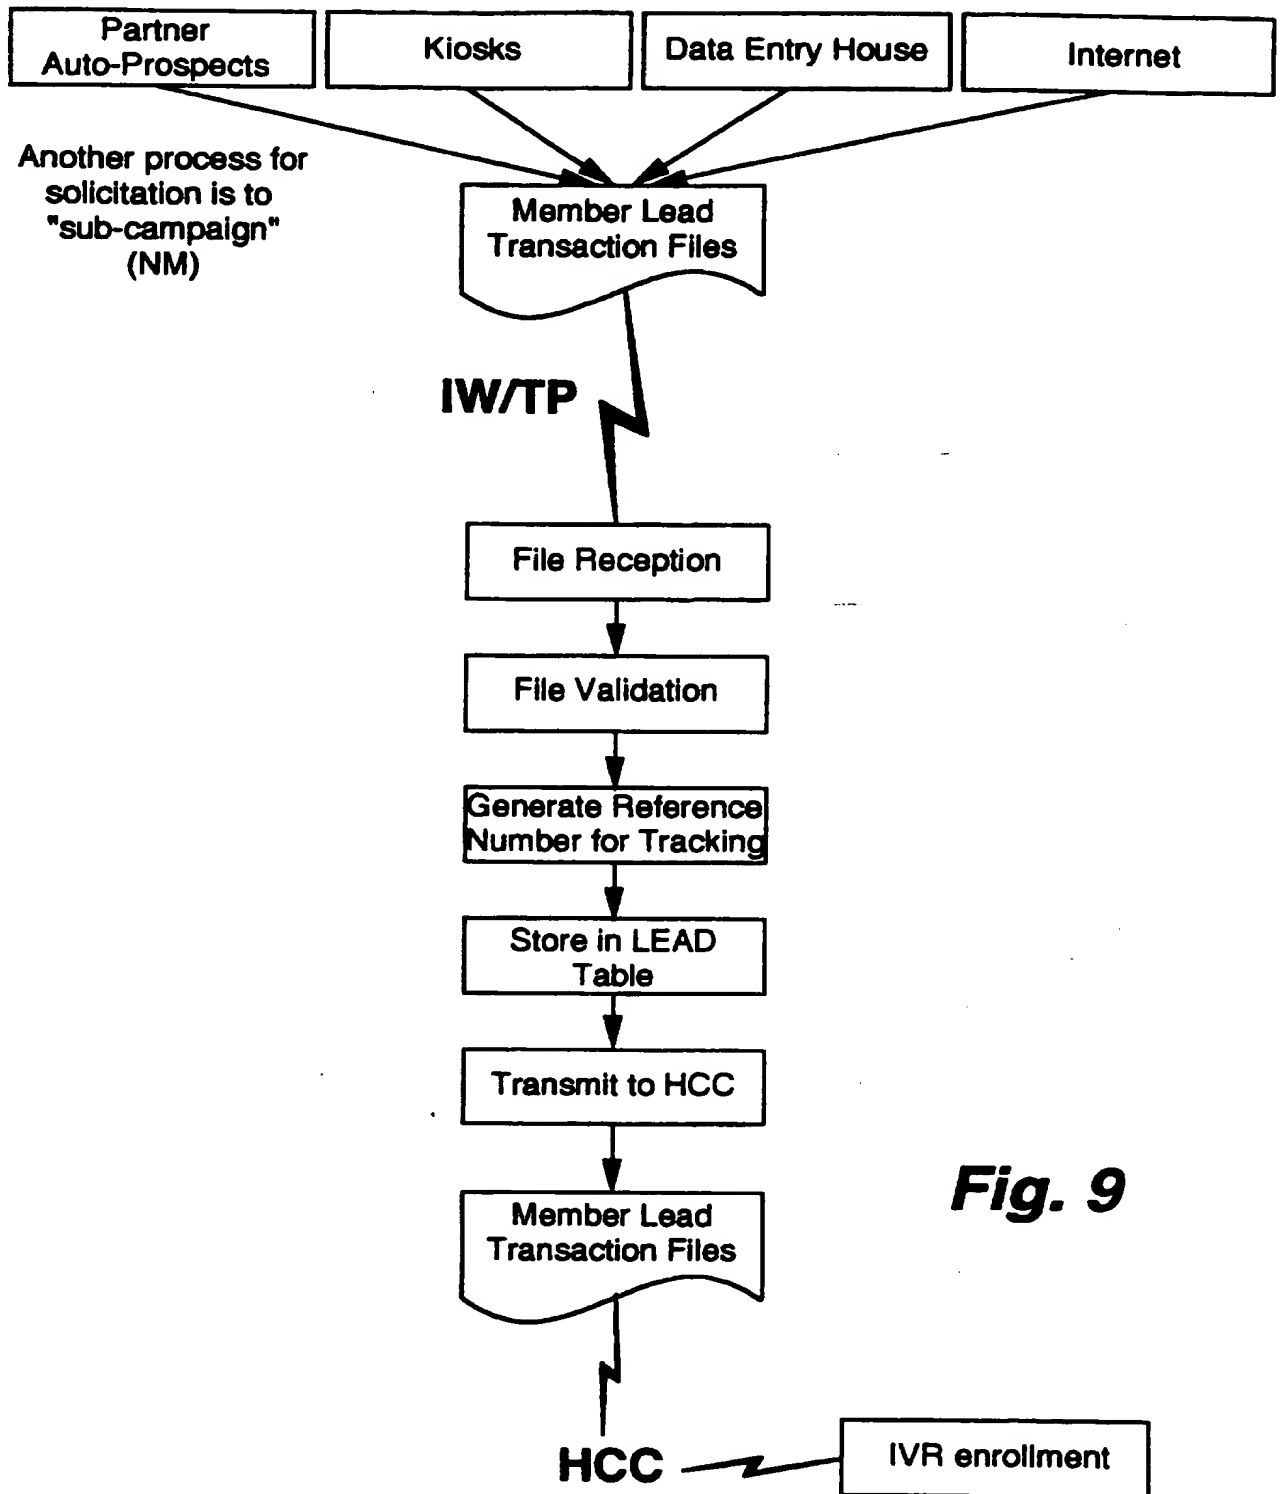 Partner
Auto-Prospects
Kiosks
Data Entry House
Internet
Another process for
solicitation is to
"sub-campaign"
(NM)
Member Lead
Transaction Files
IW/TP
File Reception
File Validation
Generate Reference
Number for Tracking
Store in LEAD
Table
Transmit to HCC
Member Lead
Transaction Files
Fig. 9
HCC
IVR enrollment